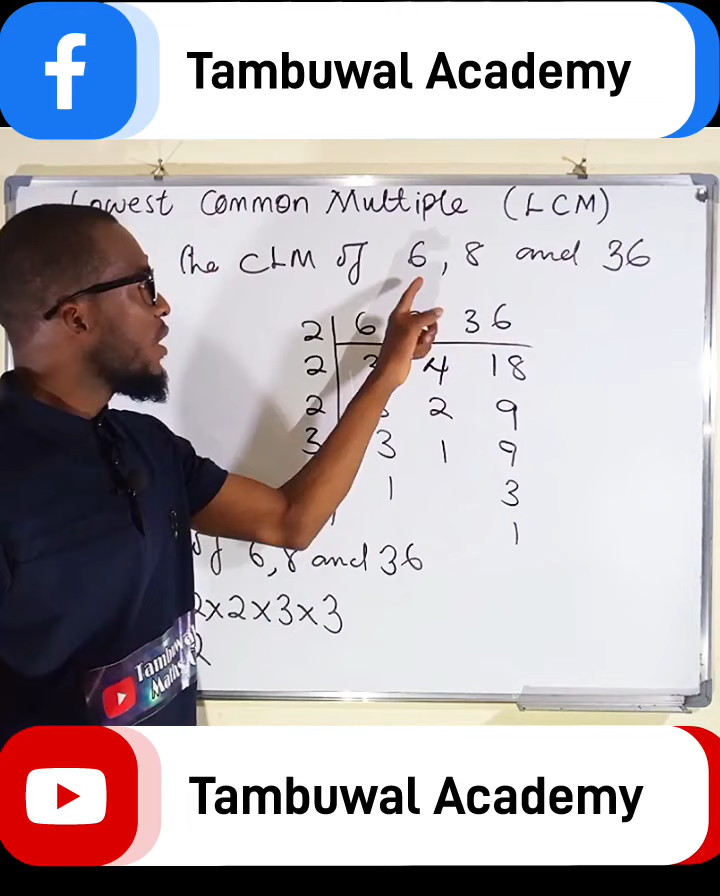 Tambuwal Academy
Lowest Common Multiple (LCM)
the CLM of 6, 8 and 36
2 6 36
2 4 18
2 2 9
3 3 1 9
1 3
1
of 6, 8 and 36
2x2x3x3
2
Tambuwal
Maths
Tambuwal Academy